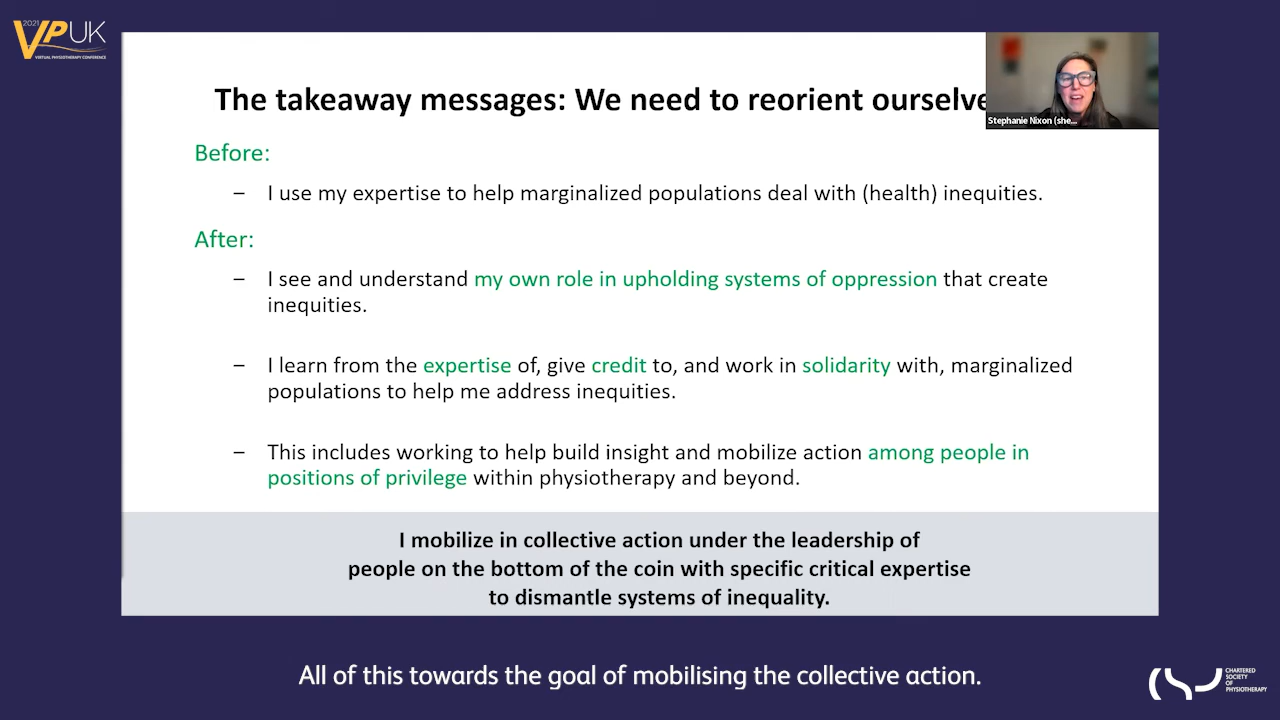 2021
VPUK
VIRTUAL PHYSIOTHERAPY CONFERENCE
The takeaway messages: We need to reorient ourselve
Stephanie Nixon (she...
Before:
– I use my expertise to help marginalized populations deal with (health) inequities.
After:
– I see and understand my own role in upholding systems of oppression that create
inequities.
– I learn from the expertise of, give credit to, and work in solidarity with, marginalized
populations to help me address inequities.
– This includes working to help build insight and mobilize action among people in
positions of privilege within physiotherapy and beyond.
I mobilize in collective action under the leadership of
people on the bottom of the coin with specific critical expertise
to dismantle systems of inequality.
All of this towards the goal of mobilising the collective action.
CHARTERED
SOCIETY
OF
PHYSIOTHERAPY